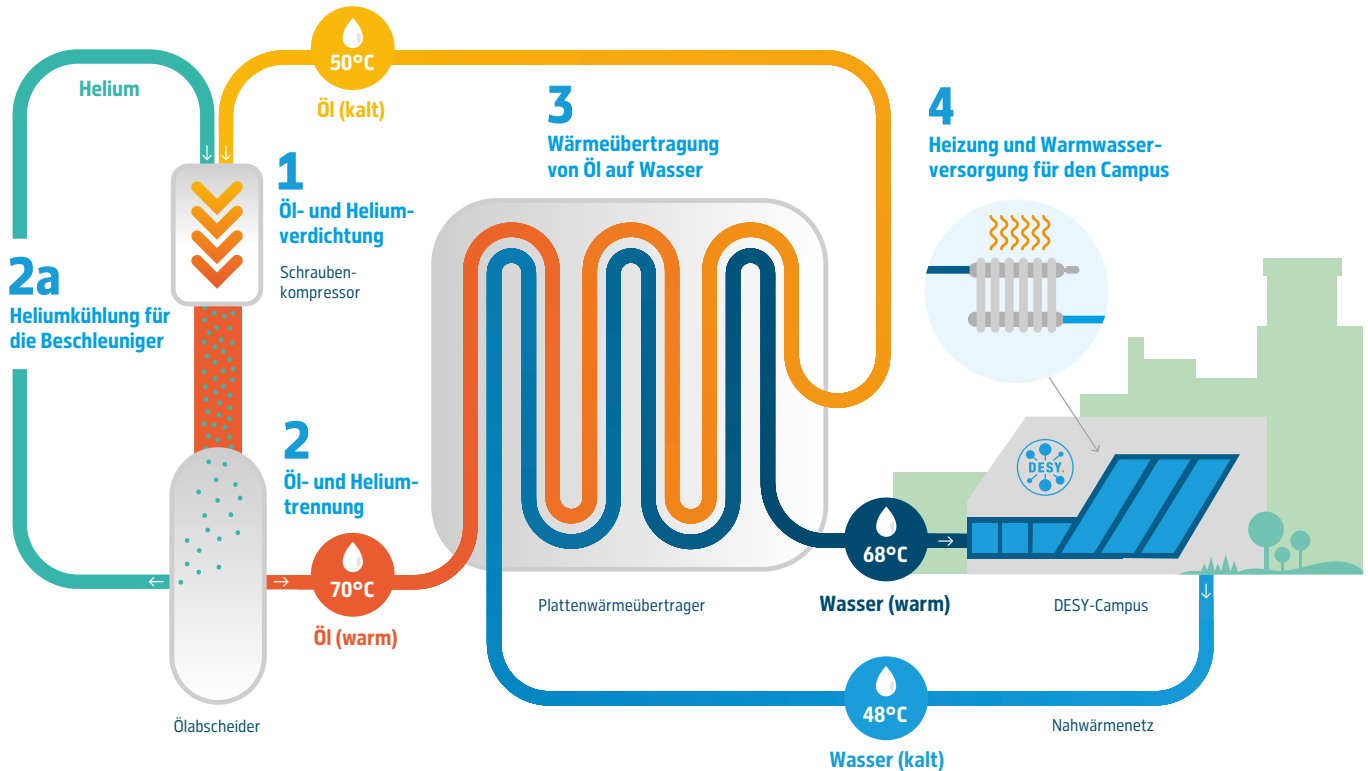 50°C
Öl (kalt)
Helium
1
Öl- und Helium-
verdichtung
Schrauben-
kompressor
2a
Heliumkühlung für
die Beschleuniger
2
Öl- und Helium-
trennung
70°C
Öl (warm)
Ölabscheider
3
Wärmeübertragung
von Öl auf Wasser
Plattenwärmeübertrager
4
Heizung und Warmwasser-
versorgung für den Campus
DESY.
68°C
Wasser (warm)
DESY-Campus
48°C
Wasser (kalt)
Nahwärmenetz